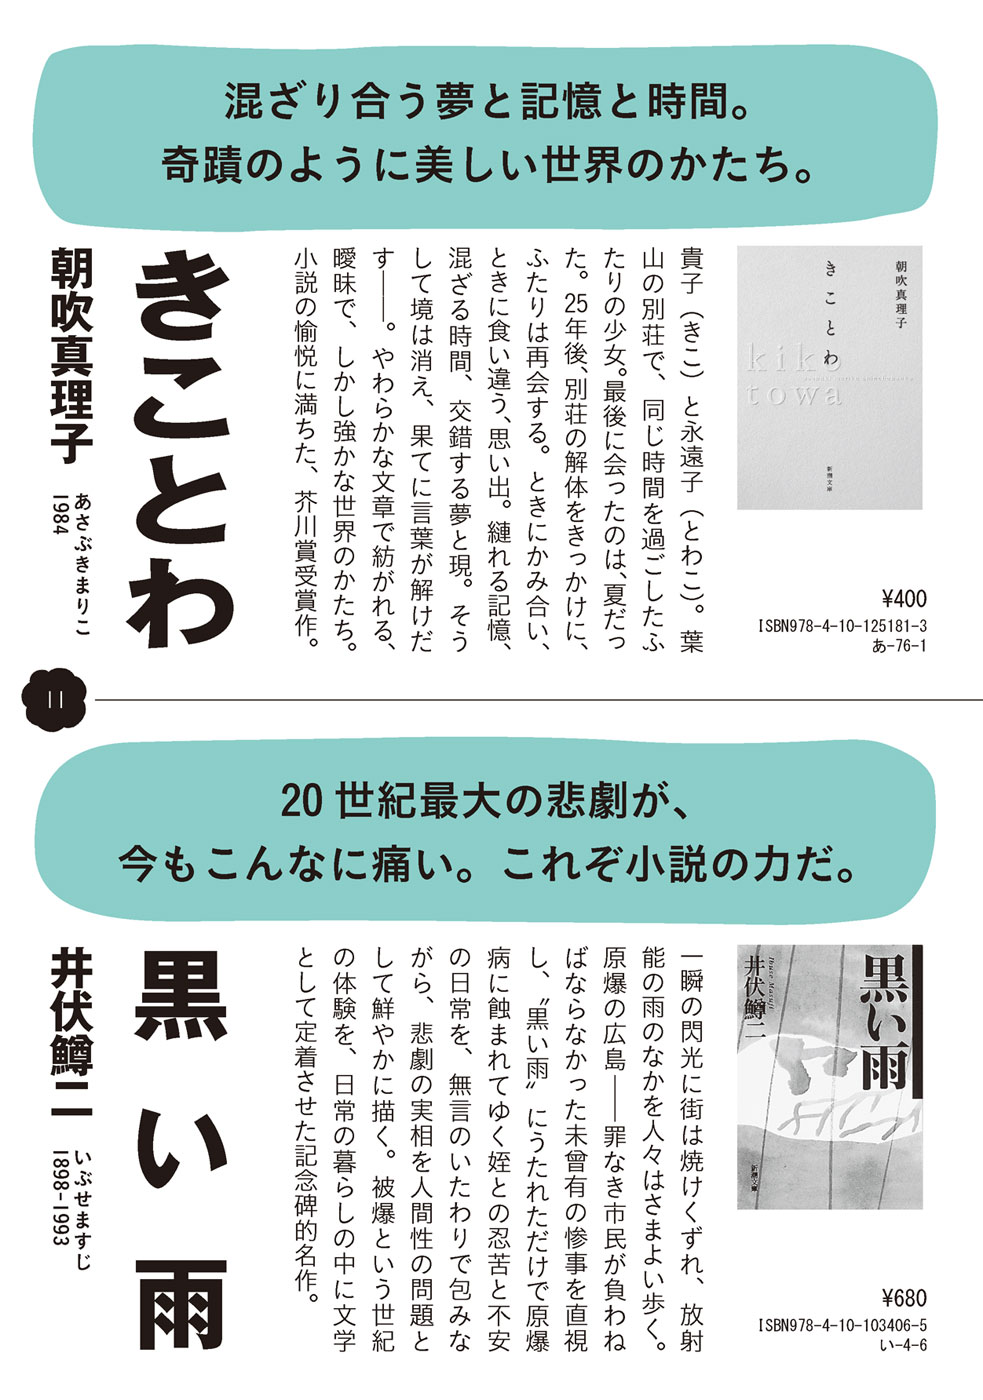 混ざり合う夢と記憶と時間。
奇蹟のように美しい世界のかたち。
朝吹真理子
きことわ
kiko
towa
新潮文庫
¥400
ISBN978-4-10-125181-3
あ-76-1
貴子（きこ）と永遠子（とわこ）。葉
山の別荘で、同じ時間を過ごしたふ
たりの少女。最後に会ったのは、夏だっ
た。25年後、別荘の解体をきっかけに、
ふたりは再会する。ときにかみ合い、
ときに食い違う、思い出。縺れる記憶、
混ざる時間、交錯する夢と現。そう
して境は消え、果てに言葉が解けだ
す――。やわらかな文章で紡がれる、
曖昧で、しかし強かな世界のかたち。
小説の愉悦に満ちた、芥川賞受賞作。
きことわ
朝吹真理子
あさぶきまりこ
1984
11
20世紀最大の悲劇が、
今もこんなに痛い。これぞ小説の力だ。
黒い雨
Ibuse Masuji
井伏鱒二
新潮文庫
¥680
ISBN978-4-10-103406-5
い-4-6
一瞬の閃光に街は焼けくずれ、放射
能の雨のなかを人々はさまよい歩く。
原爆の広島――罪なき市民が負わね
ばならなかった未曾有の惨事を直視
し、〝黒い雨〟にうたれただけで原爆
病に蝕まれてゆく姪との忍苦と不安
の日常を、無言のいたわりで包みな
がら、悲劇の実相を人間性の問題と
して鮮やかに描く。被爆という世紀
の体験を、日常の暮らしの中に文学
として定着させた記念碑的名作。
黒い雨
井伏鱒二
いぶせますじ
1898-1993